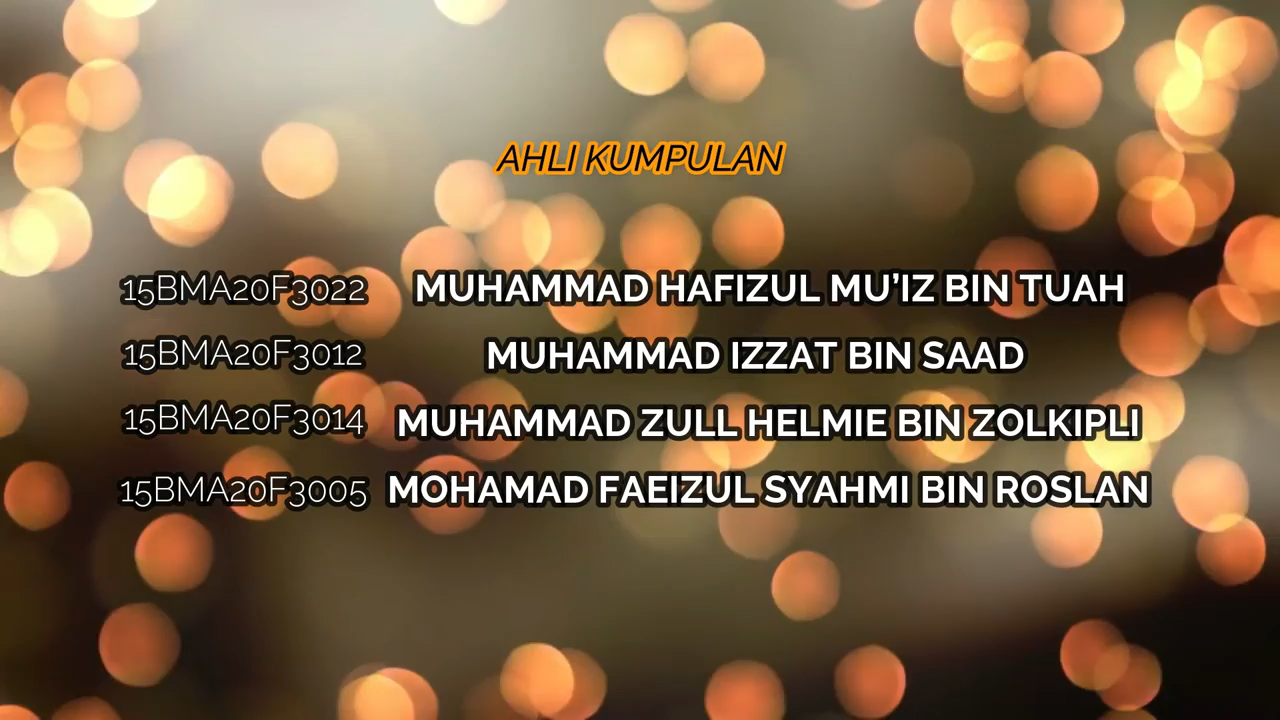 AHLI KUMPULAN
15BMA20F3022 MUHAMMAD HAFIZUL MU'IZ BIN TUAH
15BMA20F3012 MUHAMMAD IZZAT BIN SAAD
15BMA20F3014 MUHAMMAD ZULL HELMIE BIN ZOLKIPLI
15BMA20F3005 MOHAMAD FAEIZUL SYAHMI BIN ROSLAN